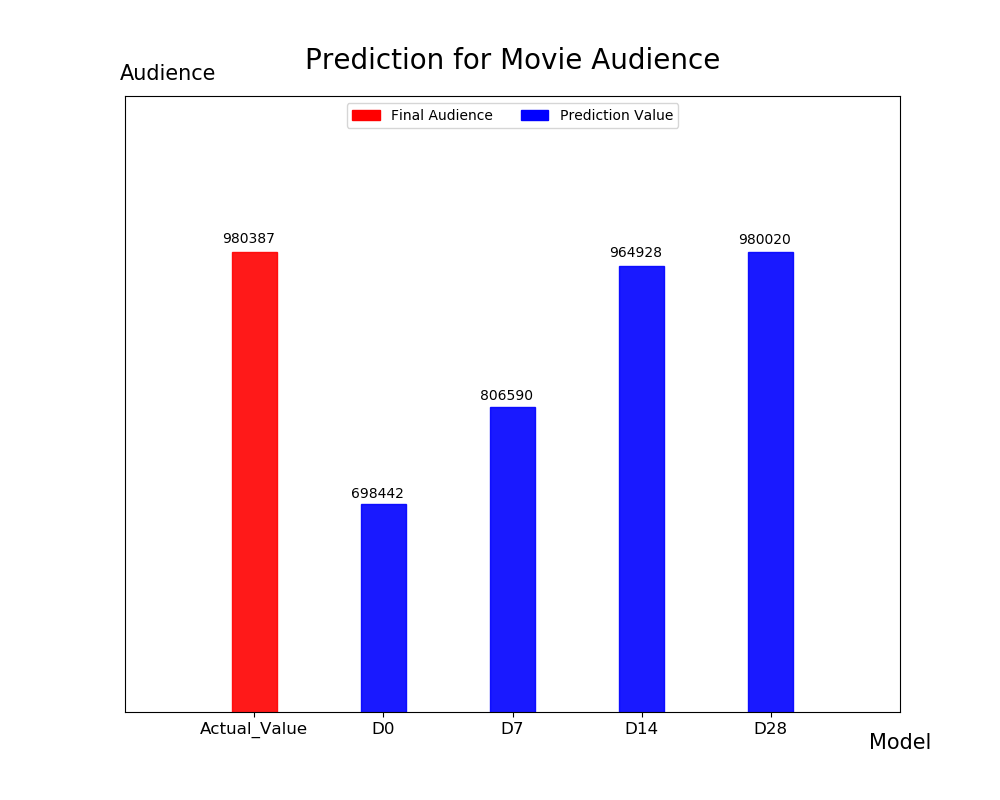 Prediction for Movie Audience
Audience
Final Audience
Prediction Value
980387
698442
806590
964928
980020
Actual_Value
D0
D7
D14
D28
Model